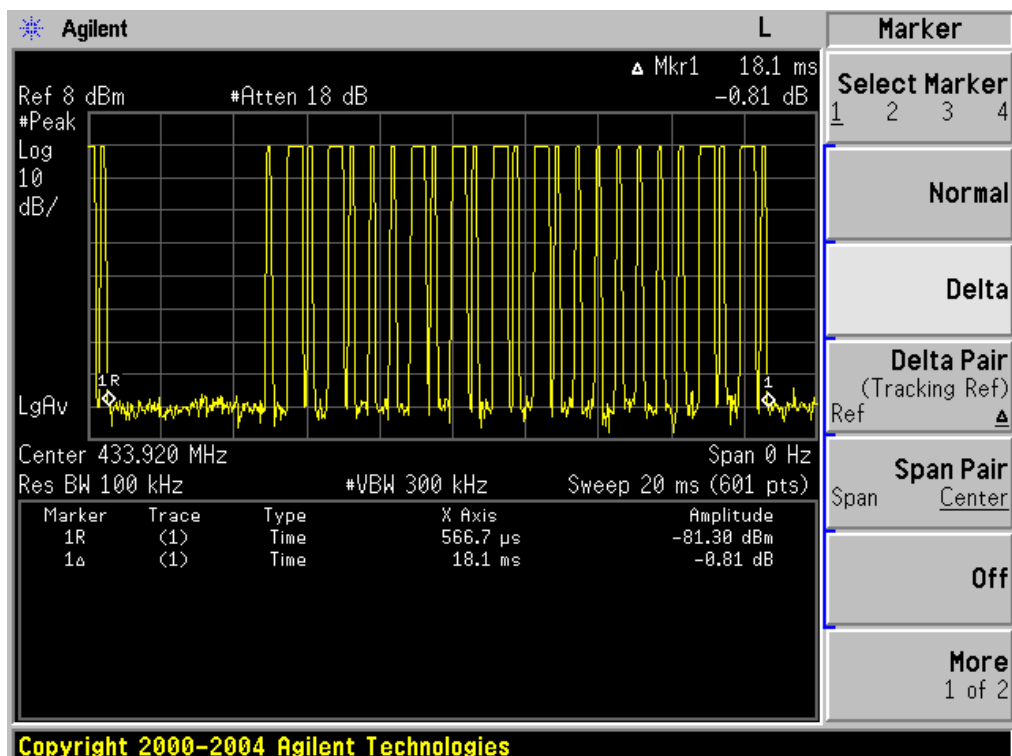 Agilent L
Δ Mkr1 18.1 ms
Ref 8 dBm #Atten 18 dB -0.81 dB
#Peak
Log
10
dB/
1R
1
LgAv
Center 433.920 MHz Span 0 Hz
Res BW 100 kHz #VBW 300 kHz Sweep 20 ms (601 pts)
Marker Trace Type X Axis Amplitude
1R (1) Time 566.7 µs -81.30 dBm
1Δ (1) Time 18.1 ms -0.81 dB
Copyright 2000-2004 Agilent Technologies
Marker
Select Marker
1 2 3 4
Normal
Delta
Delta Pair
(Tracking Ref)
Ref Δ
Span Pair
Span Center
Off
More
1 of 2